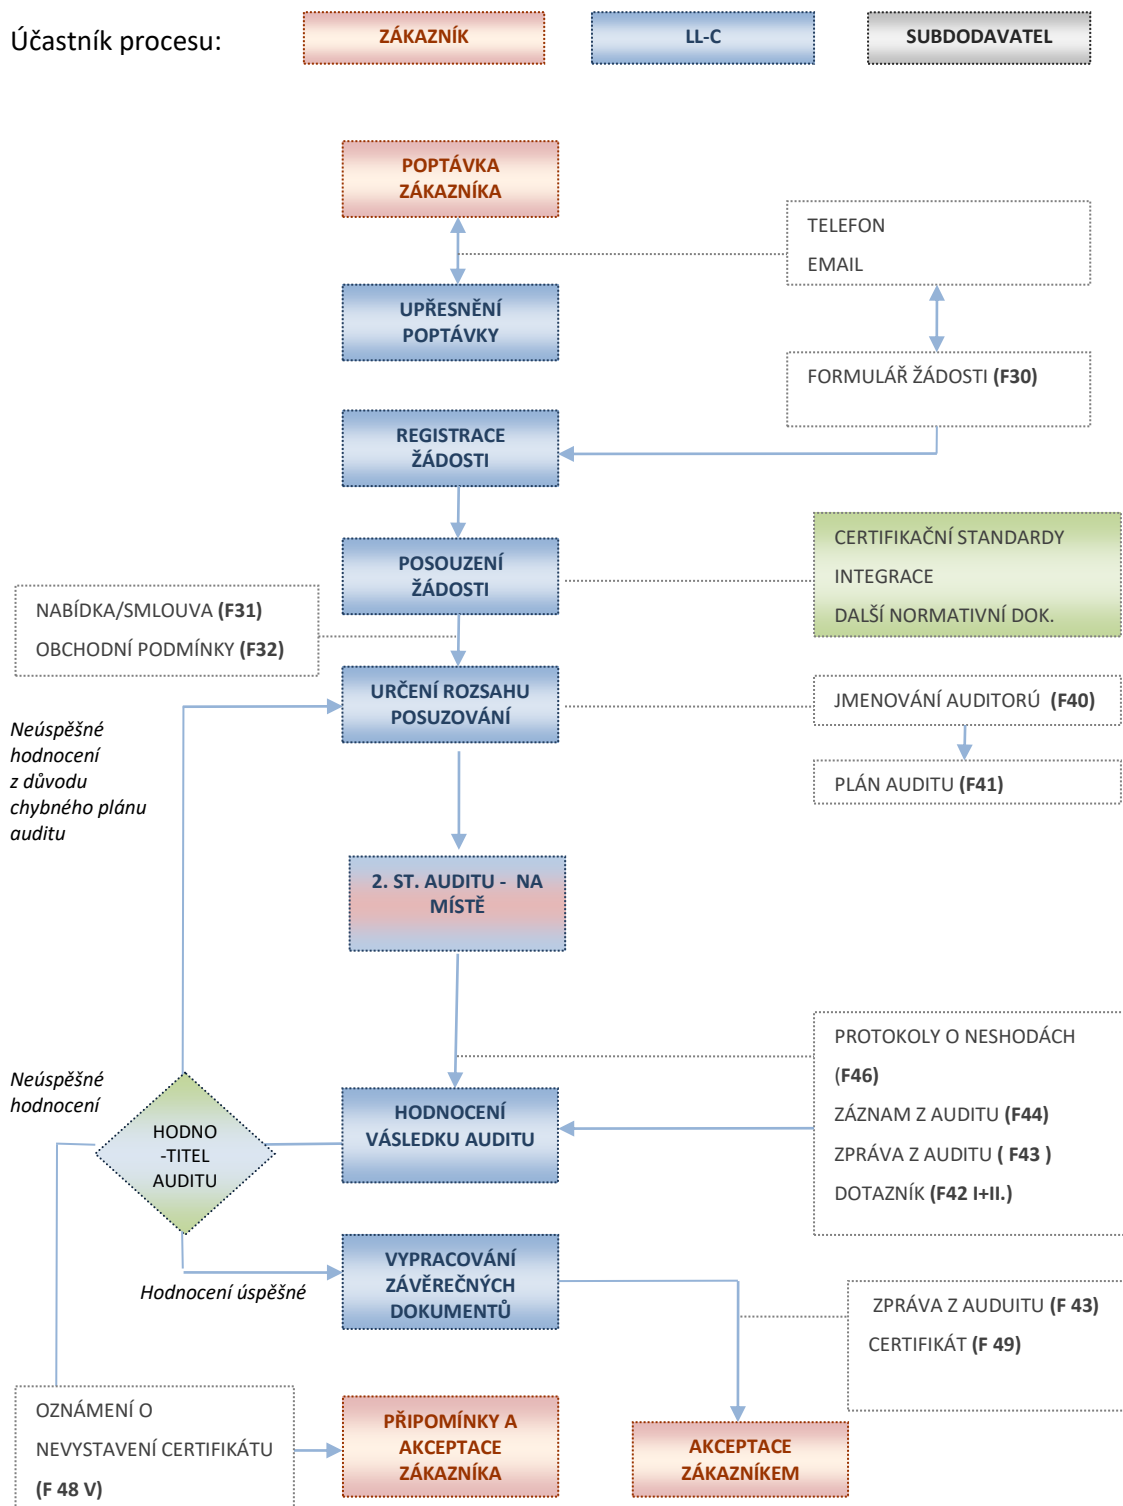 Účastník procesu:
ZÁKAZNÍK
LL-C
SUBDODAVATEL
POPTÁVKA
ZÁKAZNÍKA
TELEFON
EMAIL
UPŘESNĚNÍ
POPTÁVKY
FORMULÁŘ ŽÁDOSTI (F30)
REGISTRACE
ŽÁDOSTI
CERTIFIKAČNÍ STANDARDY
INTEGRACE
DALŠÍ NORMATIVNÍ DOK.
POSOUZENÍ
ŽÁDOSTI
NABÍDKA/SMLOUVA (F31)
OBCHODNÍ PODMÍNKY (F32)
URČENÍ ROZSAHU
POSUZOVÁNÍ
JMENOVÁNÍ AUDITORÚ (F40)
PLÁN AUDITU (F41)
Neúspěšné
hodnocení
z důvodu
chybného plánu
auditu
2. ST. AUDITU - NA
MÍSTĚ
PROTOKOLY O NESHODÁCH
(F46)
ZÁZNAM Z AUDITU (F44)
ZPRÁVA Z AUDITU ( F43 )
DOTAZNÍK (F42 I+II.)
Neúspěšné
hodnocení
HODNOCENÍ
VÁSLEDKU AUDITU
HODNO
-TITEL
AUDITU
VYPRACOVÁNÍ
ZÁVĚREČNÝCH
DOKUMENTŮ
Hodnocení úspěšné
ZPRÁVA Z AUDUITU (F 43)
CERTIFIKÁT (F 49)
OZNÁMENÍ O
NEVYSTAVENÍ CERTIFIKÁTU
(F 48 V)
PŘIPOMÍNKY A
AKCEPTACE
ZÁKAZNÍKA
AKCEPTACE
ZÁKAZNÍKEM